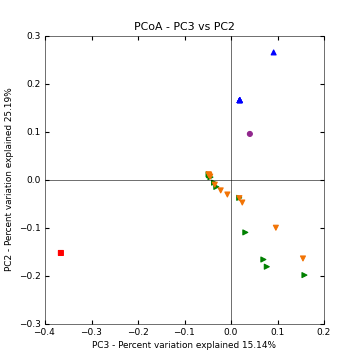 PCoA - PC3 vs PC2
0.3
0.2
0.1
0.0
−0.1
−0.2
−0.3
PC2 - Percent variation explained 25.19%
−0.4 −0.3 −0.2 −0.1 0.0 0.1 0.2
PC3 - Percent variation explained 15.14%